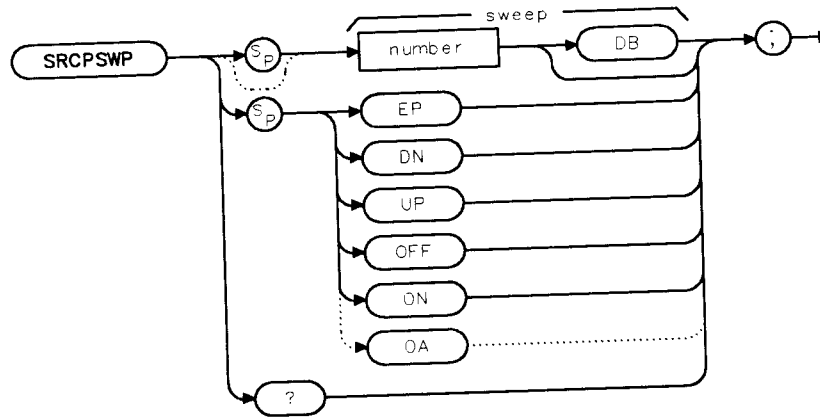 sweep
SRCPSWP
SP
number
DB
;
SP
EP
DN
UP
OFF
ON
OA
?